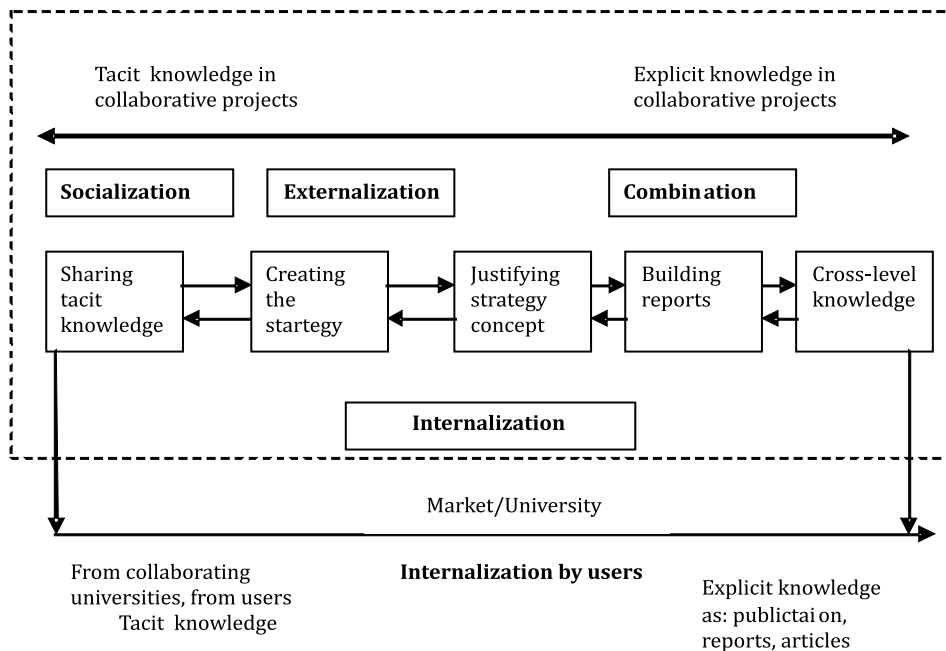 Tacit knowledge in
collaborative projects
Explicit knowledge in
collaborative projects
Socialization
Externalization
Combination
Sharing
tacit
knowledge
Creating
the
startegy
Justifying
strategy
concept
Building
reports
Cross-level
knowledge
Internalization
Market/University
From collaborating
universities, from users
Tacit knowledge
Internalization by users
Explicit knowledge
as: publictai on,
reports, articles